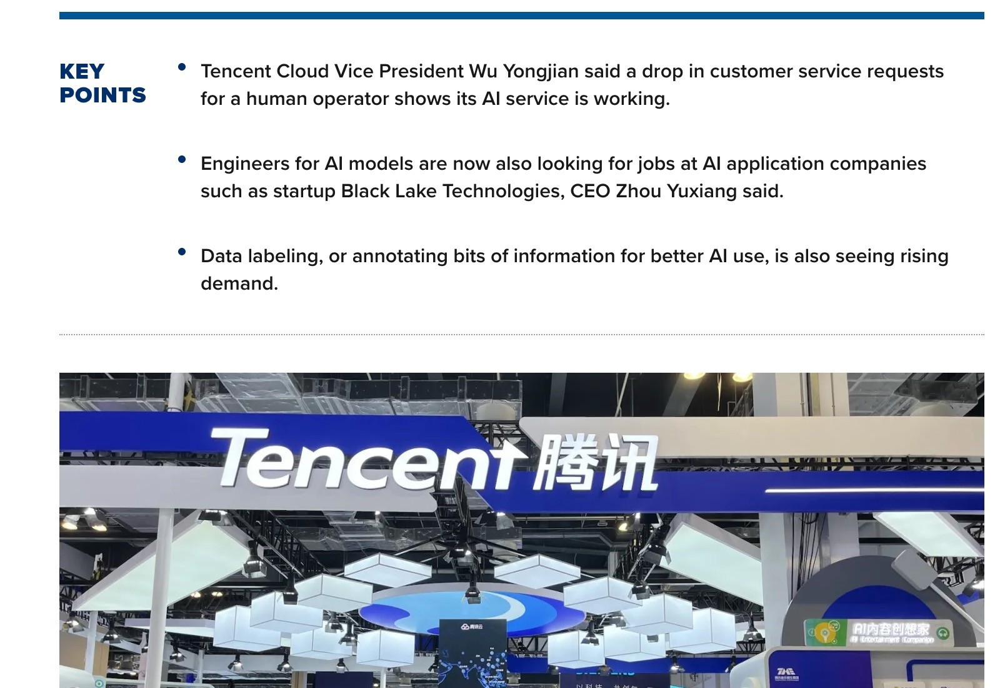 KEY
POINTS
Tencent Cloud Vice President Wu Yongjian said a drop in customer service requests
for a human operator shows its AI service is working.
Engineers for AI models are now also looking for jobs at AI application companies
such as startup Black Lake Technologies, CEO Zhou Yuxiang said.
Data labeling, or annotating bits of information for better AI use, is also seeing rising
demand.
Tencent 腾讯
腾讯云
AI内容创想家
AI Entertainment Companion
TME